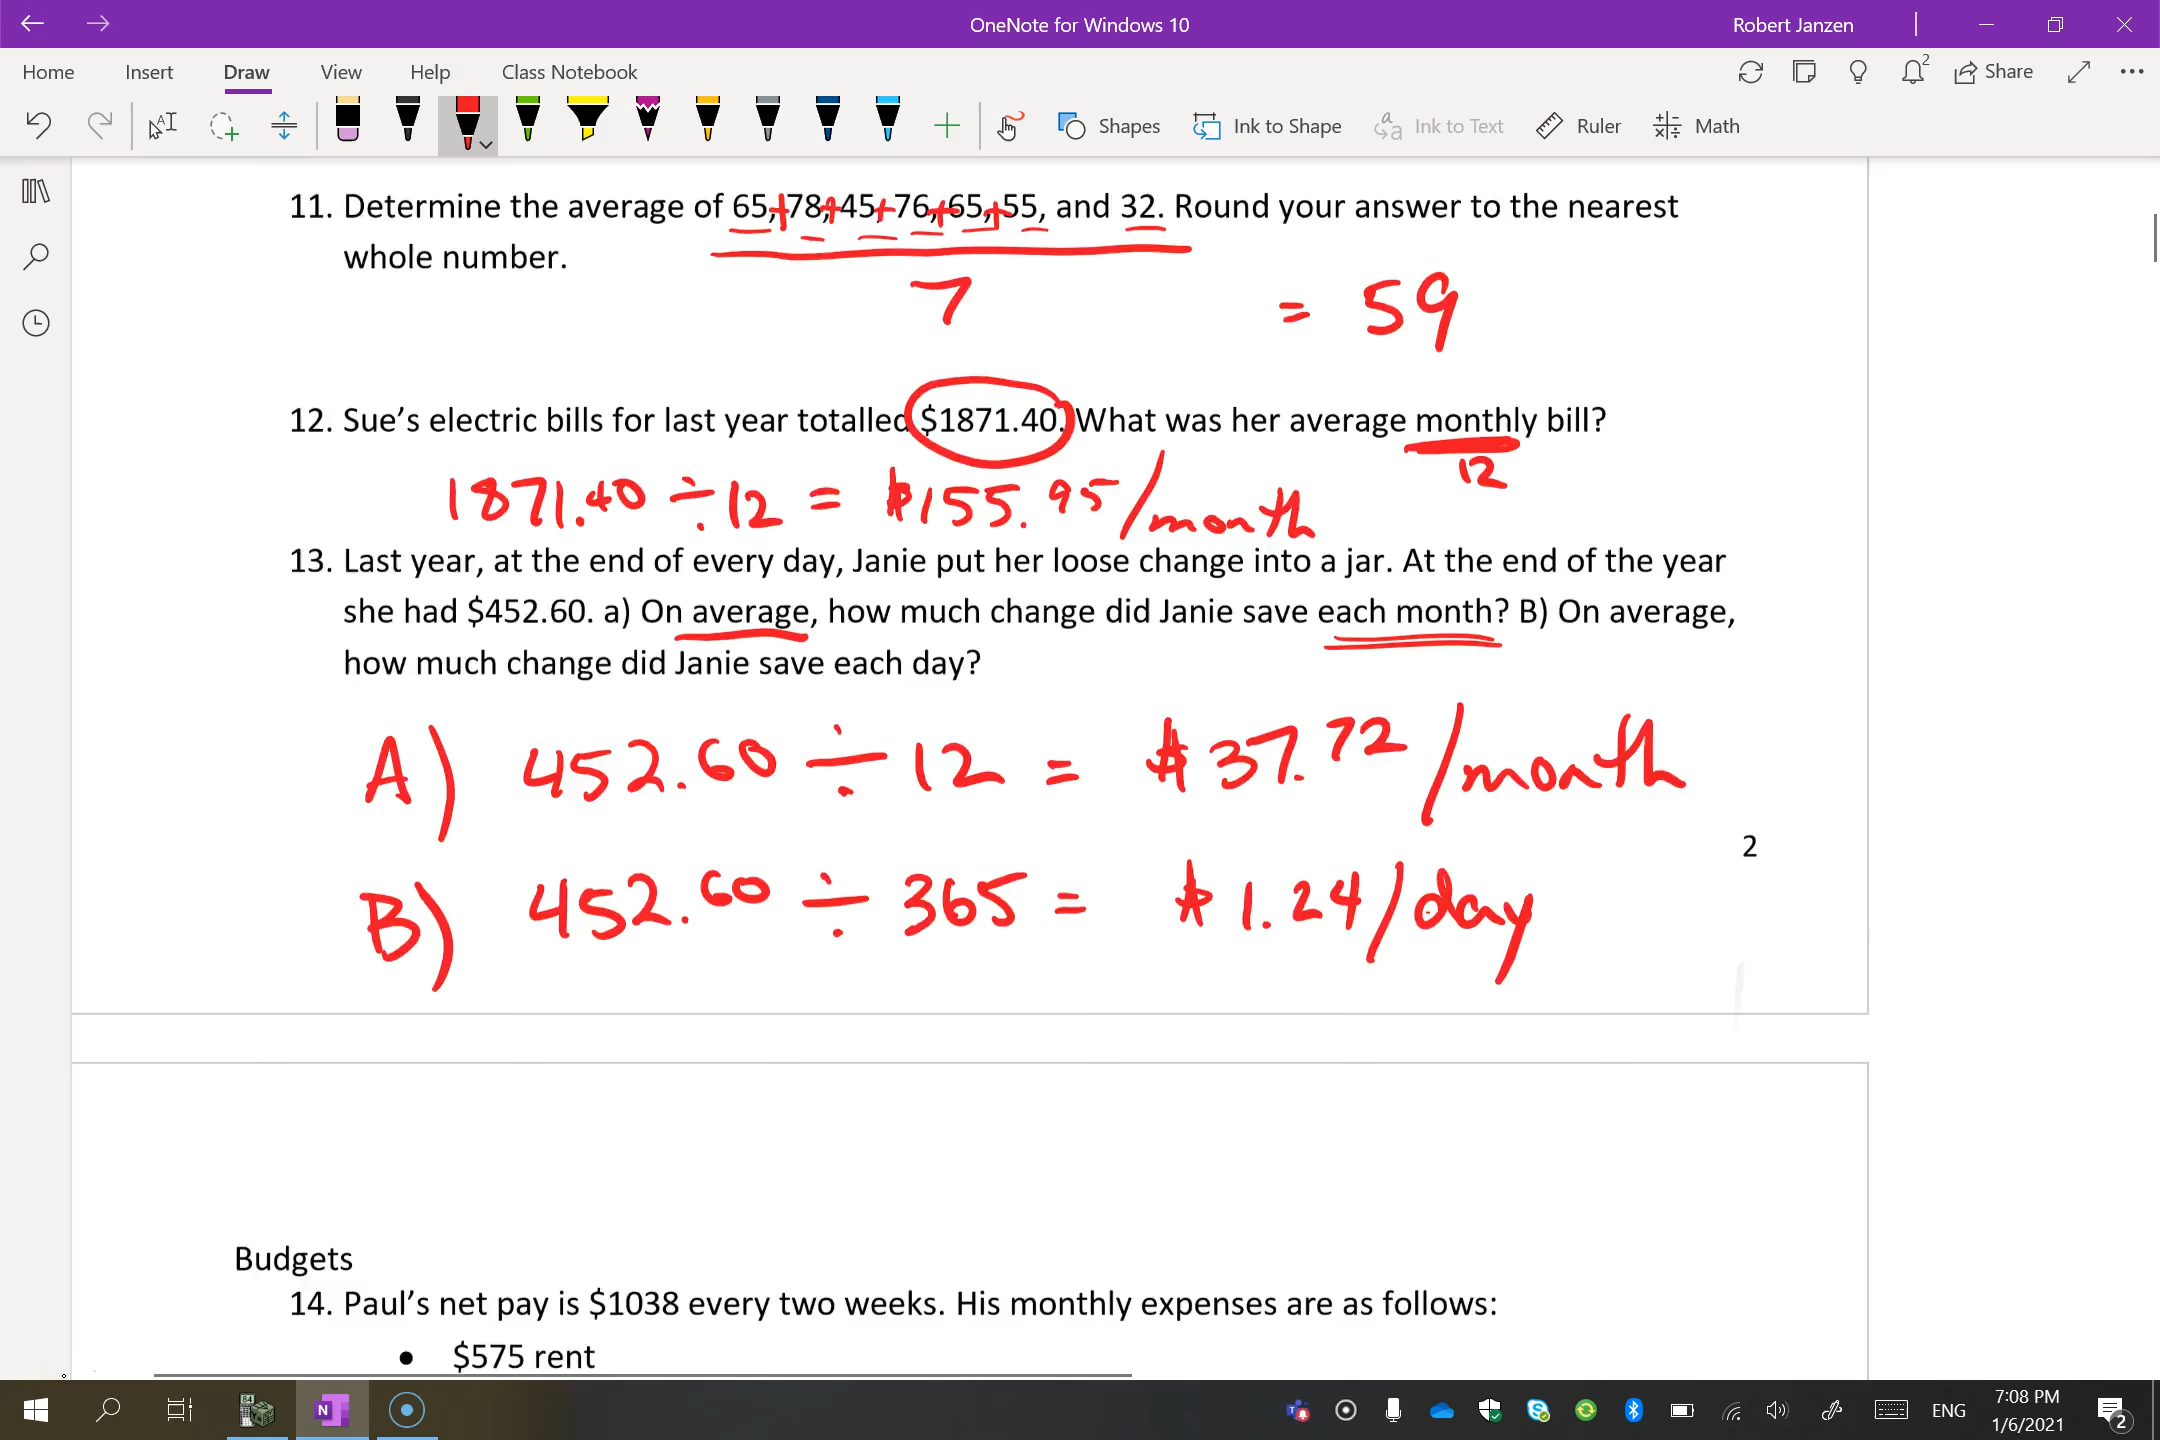 OneNote for Windows 10
Robert Janzen
Home Insert Draw View Help Class Notebook
2 Share
Shapes Ink to Shape Ink to Text Ruler Math
11. Determine the average of 65,+78,+45,+76,+65,+55, and 32. Round your answer to the nearest
whole number.
7 = 59
12. Sue's electric bills for last year totalled $1871.40. What was her average monthly bill?
12
1871.40 ÷ 12 = $155.95/month
13. Last year, at the end of every day, Janie put her loose change into a jar. At the end of the year
she had $452.60. a) On average, how much change did Janie save each month? B) On average,
how much change did Janie save each day?
A) 452.60 ÷ 12 = $37.72/month
2
B) 452.60 ÷ 365 = $1.24/day
Budgets
14. Paul's net pay is $1038 every two weeks. His monthly expenses are as follows:
• $575 rent
ENG
7:08 PM
1/6/2021
2